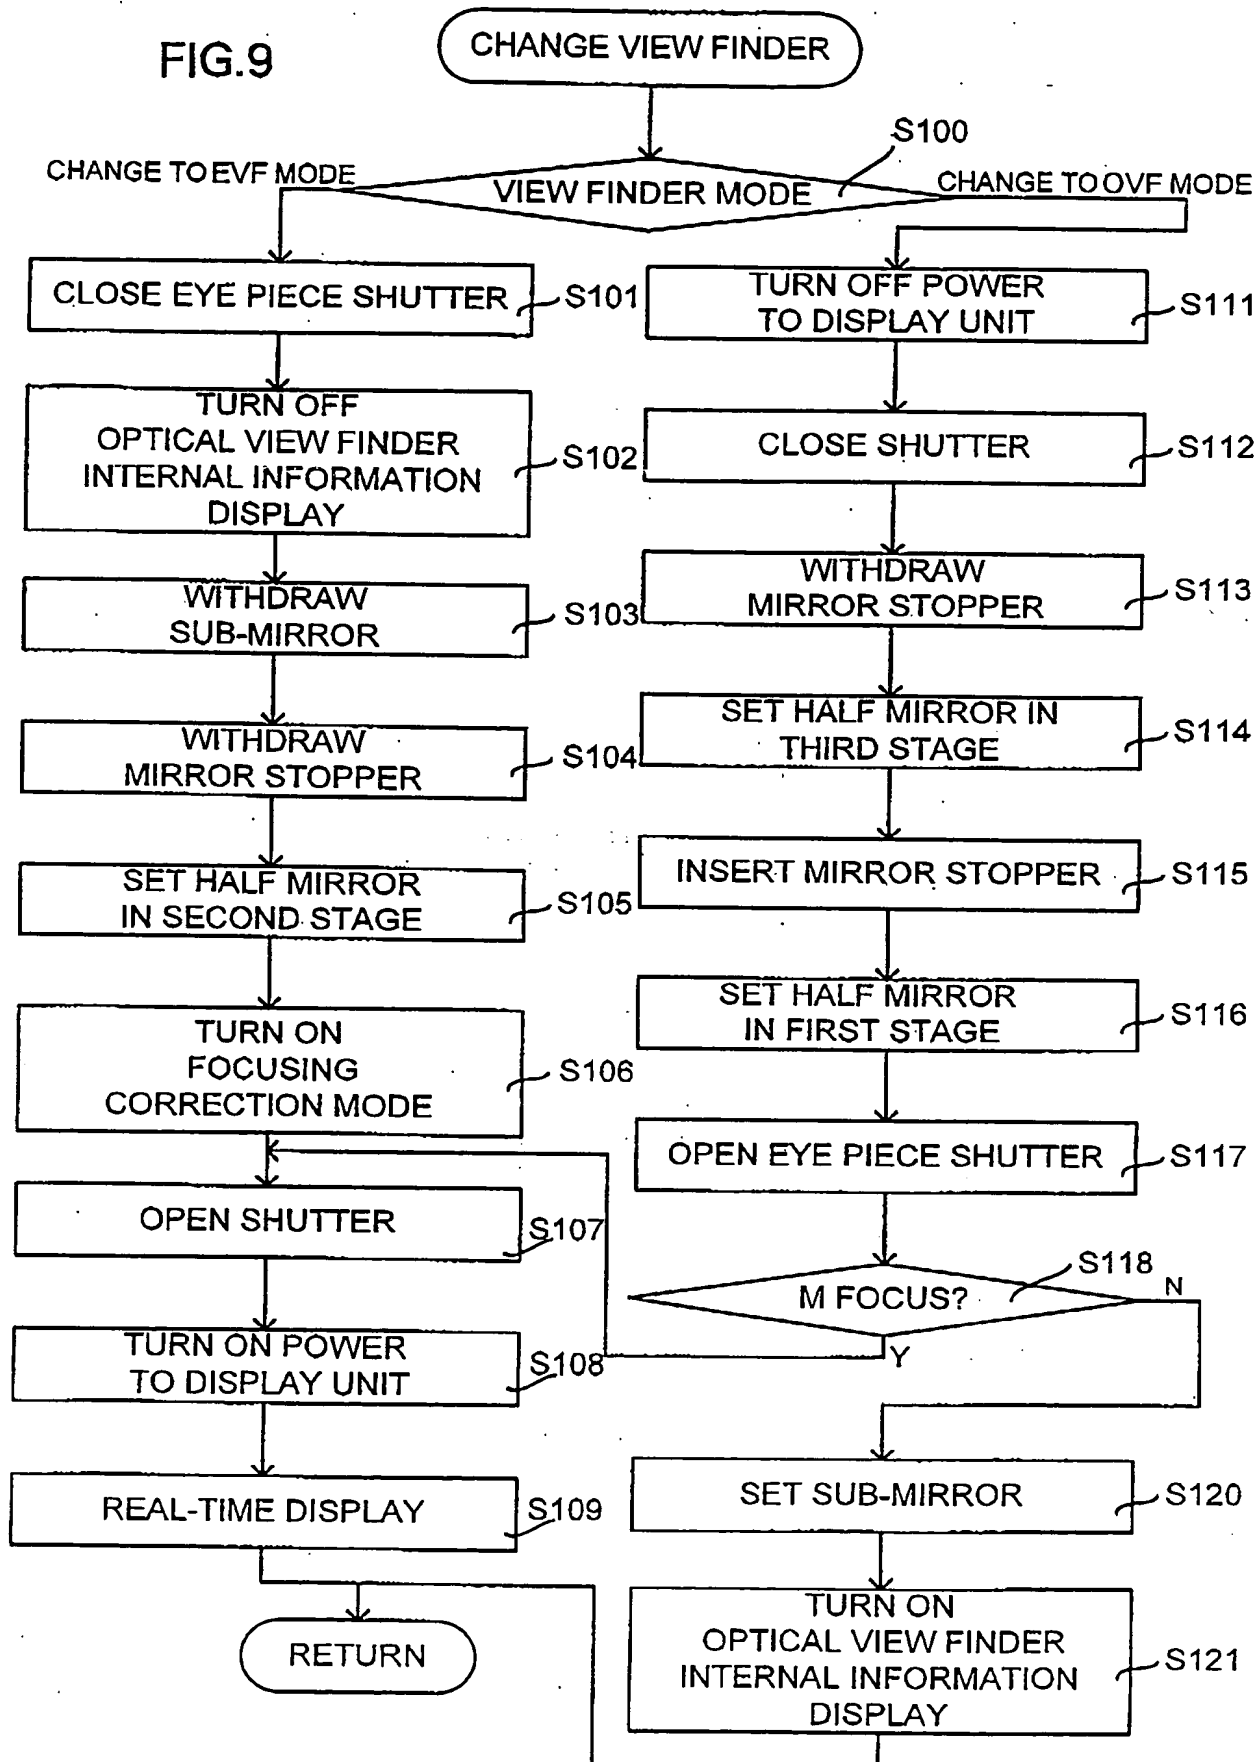 FIG.9
CHANGE VIEW FINDER
S100
CHANGE TO EVF MODE
VIEW FINDER MODE
CHANGE TO OVF MODE
CLOSE EYE PIECE SHUTTER
S101
TURN OFF
OPTICAL VIEW FINDER
INTERNAL INFORMATION
DISPLAY
S102
WITHDRAW
SUB-MIRROR
S103
WITHDRAW
MIRROR STOPPER
S104
SET HALF MIRROR
IN SECOND STAGE
S105
TURN ON
FOCUSING
CORRECTION MODE
S106
OPEN SHUTTER
S107
TURN ON POWER
TO DISPLAY UNIT
S108
REAL-TIME DISPLAY
S109
RETURN
TURN OFF POWER
TO DISPLAY UNIT
S111
CLOSE SHUTTER
S112
WITHDRAW
MIRROR STOPPER
S113
SET HALF MIRROR IN
THIRD STAGE
S114
INSERT MIRROR STOPPER
S115
SET HALF MIRROR
IN FIRST STAGE
S116
OPEN EYE PIECE SHUTTER
S117
M FOCUS?
S118
N
Y
SET SUB-MIRROR
S120
TURN ON
OPTICAL VIEW FINDER
INTERNAL INFORMATION
DISPLAY
S121